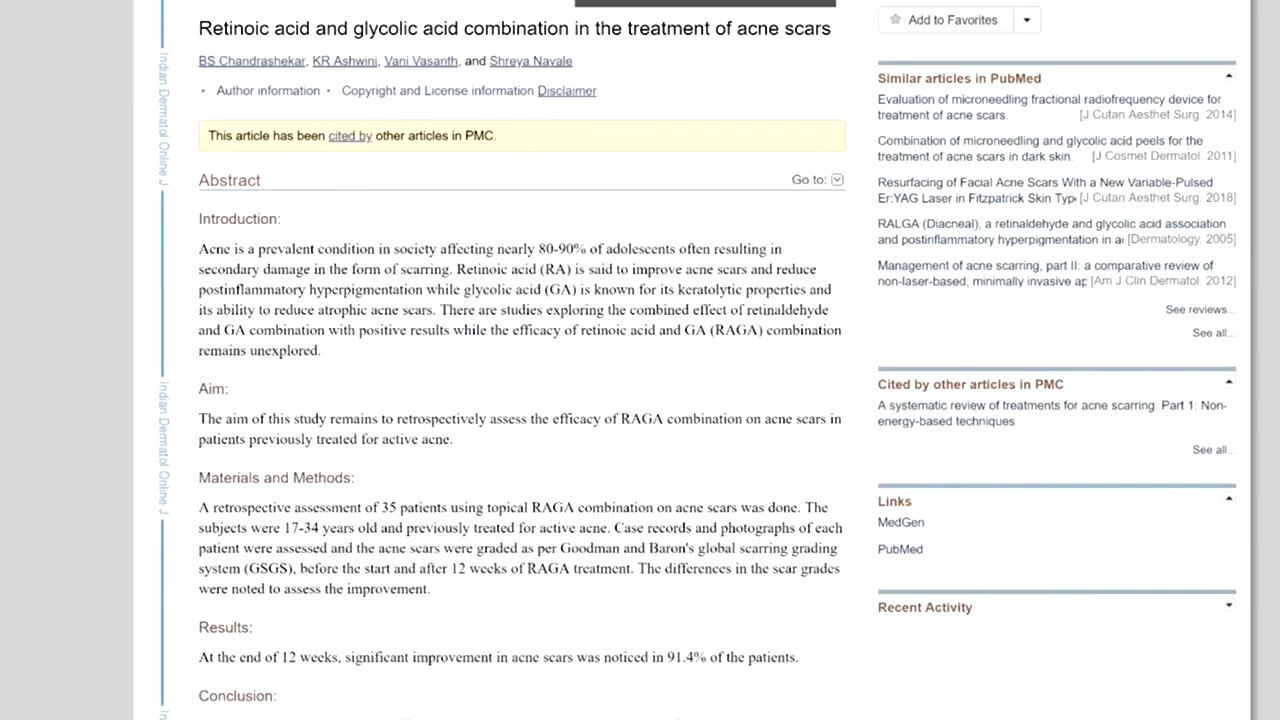 Retinoic acid and glycolic acid combination in the treatment of acne scars
BS Chandrashekar, KR Ashwini, Vani Vasanth, and Shreya Navale
Author information • Copyright and License information Disclaimer
This article has been cited by other articles in PMC.
Abstract
Go to:
Introduction:
Acne is a prevalent condition in society affecting nearly 80-90% of adolescents often resulting in
secondary damage in the form of scarring. Retinoic acid (RA) is said to improve acne scars and reduce
postinflammatory hyperpigmentation while glycolic acid (GA) is known for its keratolytic properties and
its ability to reduce atrophic acne scars. There are studies exploring the combined effect of retinaldehyde
and GA combination with positive results while the efficacy of retinoic acid and GA (RAGA) combination
remains unexplored.
Aim:
The aim of this study remains to retrospectively assess the efficacy of RAGA combination on acne scars in
patients previously treated for active acne.
Materials and Methods:
A retrospective assessment of 35 patients using topical RAGA combination on acne scars was done. The
subjects were 17-34 years old and previously treated for active acne. Case records and photographs of each
patient were assessed and the acne scars were graded as per Goodman and Baron's global scarring grading
system (GSGS), before the start and after 12 weeks of RAGA treatment. The differences in the scar grades
were noted to assess the improvement.
Results:
At the end of 12 weeks, significant improvement in acne scars was noticed in 91.4% of the patients.
Conclusion:
Indian Dermatol Online J
Indian Dermatol Online J
In
Add to Favorites
Similar articles in PubMed
Evaluation of microneedling fractional radiofrequency device for
treatment of acne scars. [J Cutan Aesthet Surg. 2014]
Combination of microneedling and glycolic acid peels for the
treatment of acne scars in dark skin. [J Cosmet Dermatol. 2011]
Resurfacing of Facial Acne Scars With a New Variable-Pulsed
Er:YAG Laser in Fitzpatrick Skin Typ [J Cutan Aesthet Surg. 2018]
RALGA (Diacneal), a retinaldehyde and glycolic acid association
and postinflammatory hyperpigmentation in a [Dermatology. 2005]
Management of acne scarring, part II: a comparative review of
non-laser-based, minimally invasive ap [Am J Clin Dermatol. 2012]
See reviews...
See all...
Cited by other articles in PMC
A systematic review of treatments for acne scarring. Part 1: Non-
energy-based techniques
See all...
Links
MedGen
PubMed
Recent Activity